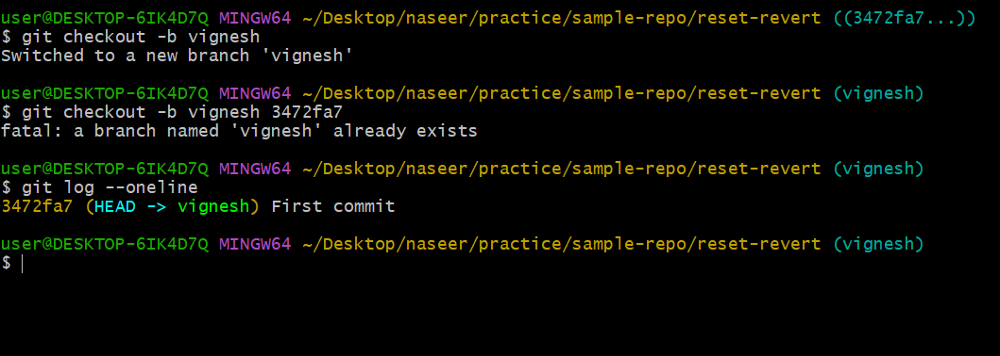 user@DESKTOP-6IK4D7Q MINGW64 ~/Desktop/naseer/practice/sample-repo/reset-revert ((3472fa7...))
$ git checkout -b vignesh
Switched to a new branch 'vignesh'
user@DESKTOP-6IK4D7Q MINGW64 ~/Desktop/naseer/practice/sample-repo/reset-revert (vignesh)
$ git checkout -b vignesh 3472fa7
fatal: a branch named 'vignesh' already exists
user@DESKTOP-6IK4D7Q MINGW64 ~/Desktop/naseer/practice/sample-repo/reset-revert (vignesh)
$ git log --oneline
3472fa7 (HEAD -> vignesh) First commit
user@DESKTOP-6IK4D7Q MINGW64 ~/Desktop/naseer/practice/sample-repo/reset-revert (vignesh)
$